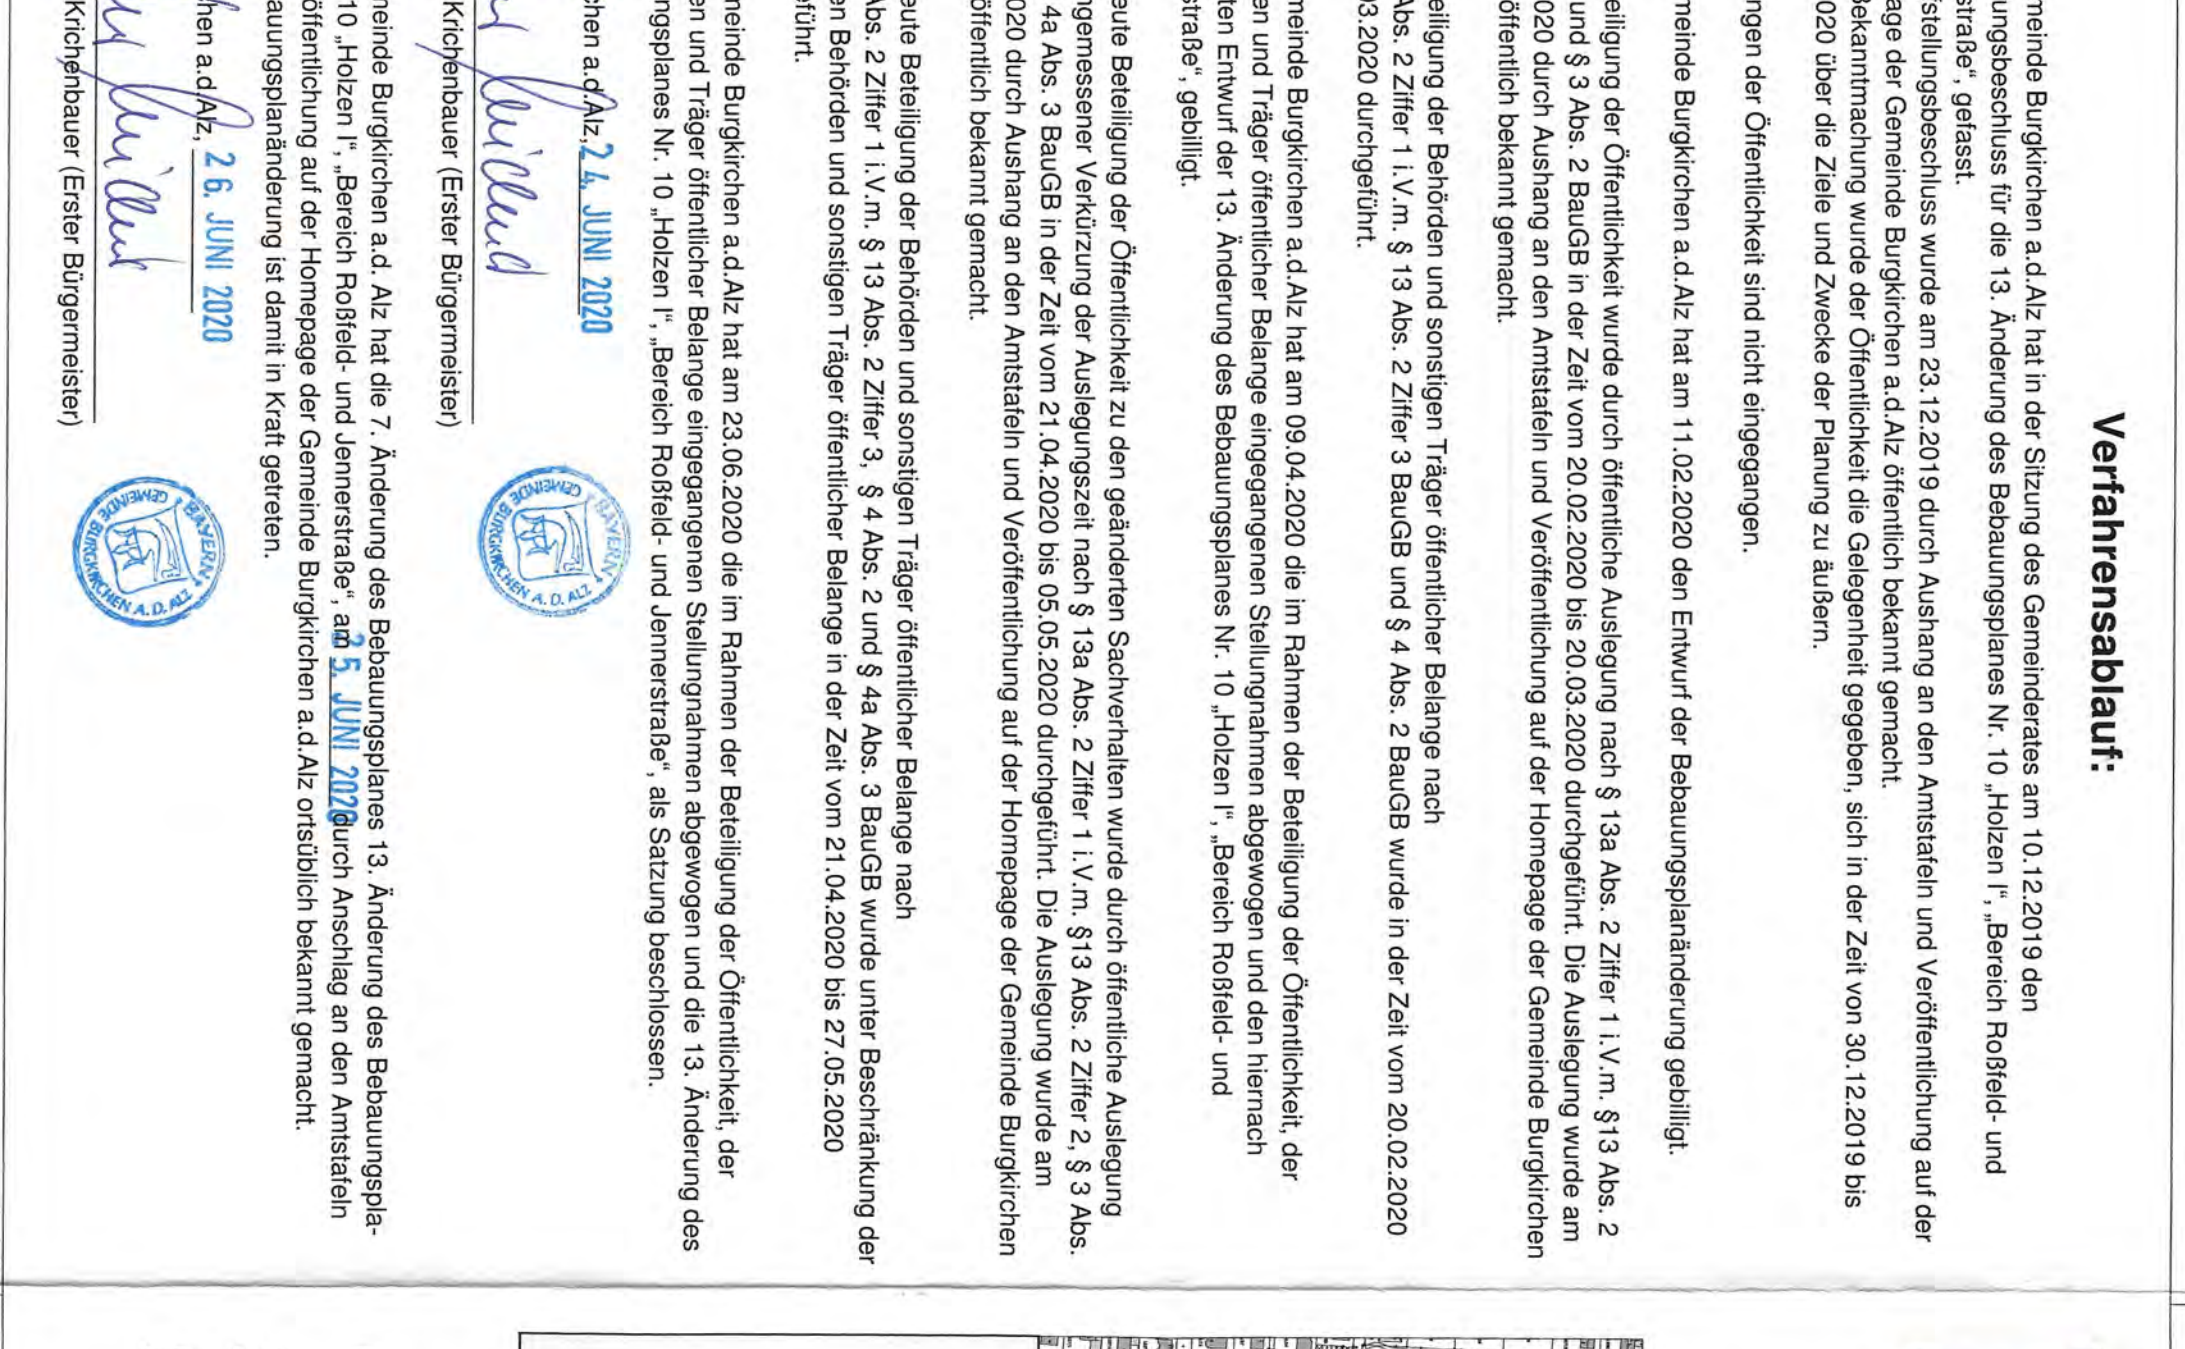 Verfahrensablauf:
meinde Burgkirchen a.d.Alz hat in der Sitzung des Gemeinderates am 10.12.2019 den
ungsbeschluss für die 13. Änderung des Bebauungsplanes Nr. 10 „Holzen I“, „Bereich Roßfeld- und
straße“, gefasst.
stellungsbeschluss wurde am 23.12.2019 durch Aushang an den Amtstafeln und Veröffentlichung auf der
age der Gemeinde Burgkirchen a.d.Alz öffentlich bekannt gemacht.
Bekanntmachung wurde der Öffentlichkeit die Gelegenheit gegeben, sich in der Zeit von 30.12.2019 bis
020 über die Ziele und Zwecke der Planung zu äußern.
ngen der Öffentlichkeit sind nicht eingegangen.
meinde Burgkirchen a.d.Alz hat am 11.02.2020 den Entwurf der Bebauungsplanänderung gebilligt.
eiligung der Öffentlichkeit wurde durch öffentliche Auslegung nach § 13a Abs. 2 Ziffer 1 i.V.m. §13 Abs. 2
und § 3 Abs. 2 BauGB in der Zeit vom 20.02.2020 bis 20.03.2020 durchgeführt. Die Auslegung wurde am
020 durch Aushang an den Amtstafeln und Veröffentlichung auf der Homepage der Gemeinde Burgkirchen
öffentlich bekannt gemacht.
eiligung der Behörden und sonstigen Träger öffentlicher Belange nach
Abs. 2 Ziffer 1 i.V.m. § 13 Abs. 2 Ziffer 3 BauGB und § 4 Abs. 2 BauGB wurde in der Zeit vom 20.02.2020
03.2020 durchgeführt.
meinde Burgkirchen a.d.Alz hat am 09.04.2020 die im Rahmen der Beteiligung der Öffentlichkeit, der
en und Träger öffentlicher Belange eingegangenen Stellungnahmen abgewogen und den hiernach
ten Entwurf der 13. Änderung des Bebauungsplanes Nr. 10 „Holzen I“, „Bereich Roßfeld- und
straße“, gebilligt.
eute Beteiligung der Öffentlichkeit zu den geänderten Sachverhalten wurde durch öffentliche Auslegung
ngemessener Verkürzung der Auslegungszeit nach § 13a Abs. 2 Ziffer 1 i.V.m. §13 Abs. 2 Ziffer 2, § 3 Abs.
4a Abs. 3 BauGB in der Zeit vom 21.04.2020 bis 05.05.2020 durchgeführt. Die Auslegung wurde am
020 durch Aushang an den Amtstafeln und Veröffentlichung auf der Homepage der Gemeinde Burgkirchen
öffentlich bekannt gemacht.
eute Beteiligung der Behörden und sonstigen Träger öffentlicher Belange nach
Abs. 2 Ziffer 1 i.V.m. § 13 Abs. 2 Ziffer 3, § 4 Abs. 2 und § 4a Abs. 3 BauGB wurde unter Beschränkung der
en Behörden und sonstigen Träger öffentlicher Belange in der Zeit vom 21.04.2020 bis 27.05.2020
eführt.
meinde Burgkirchen a.d.Alz hat am 23.06.2020 die im Rahmen der Beteiligung der Öffentlichkeit, der
en und Träger öffentlicher Belange eingegangenen Stellungnahmen abgewogen und die 13. Änderung des
ngsplanes Nr. 10 „Holzen I“, „Bereich Roßfeld- und Jennerstraße“, als Satzung beschlossen.
chen a.d.Alz, 24. JUNI 2020
BAYERN
GEMEINDE BURGKIRCHEN A. D. ALZ
Krichenbauer (Erster Bürgermeister)
meinde Burgkirchen a.d. Alz hat die 7. Änderung des Bebauungsplanes 13. Änderung des Bebauungspla-
10 „Holzen I“, „Bereich Roßfeld- und Jennerstraße“, am 25. JUNI 2020 durch Anschlag an den Amtstafeln
öffentlichung auf der Homepage der Gemeinde Burgkirchen a.d.Alz ortsüblich bekannt gemacht.
auungsplanänderung ist damit in Kraft getreten.
hen a.d.Alz, 26. JUNI 2020
BAYERN
GEMEINDE BURGKIRCHEN A. D. ALZ
Krichenbauer (Erster Bürgermeister)